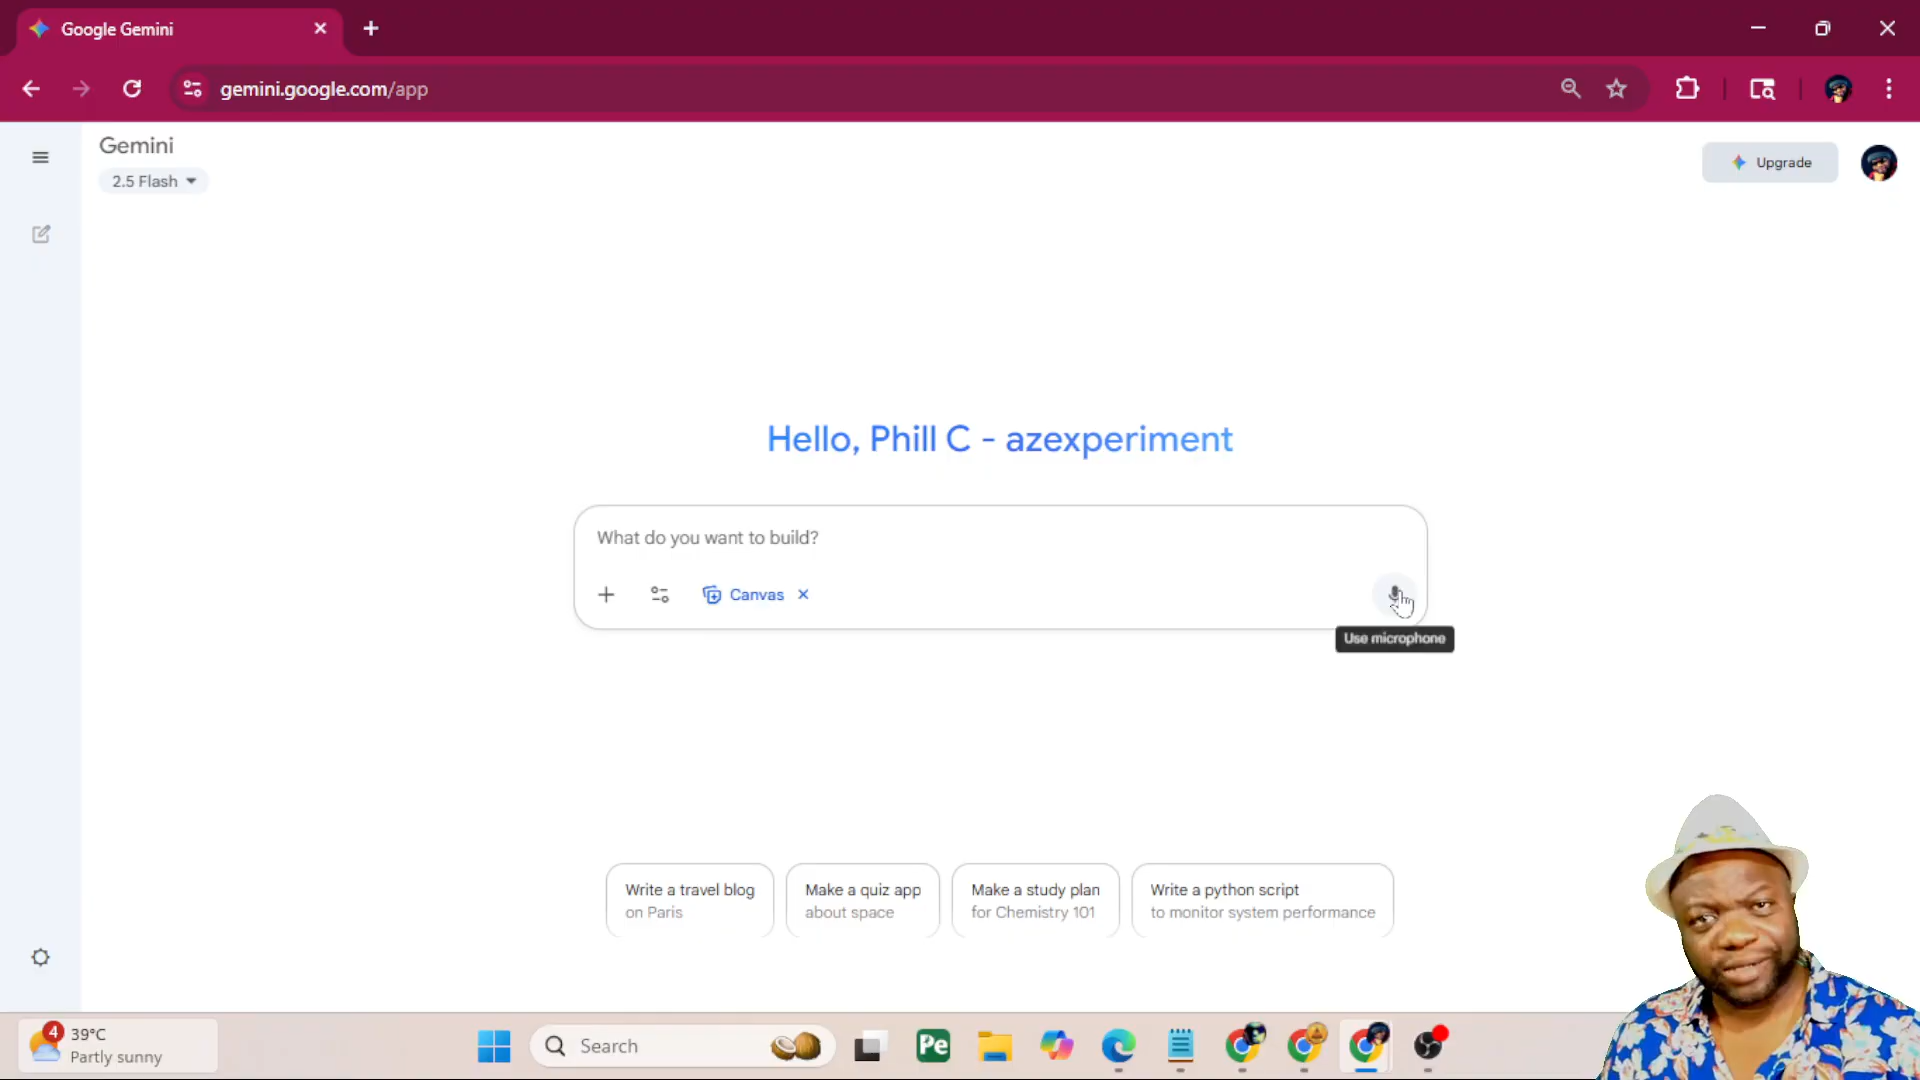 Google Gemini
gemini.google.com/app
Gemini
2.5 Flash
Upgrade
Hello, Phill C - azexperiment
What do you want to build?
Canvas
Use microphone
Write a travel blog
on Paris
Make a quiz app
about space
Make a study plan
for Chemistry 101
Write a python script
to monitor system performance
4
39°C
Partly sunny
Search
Pe